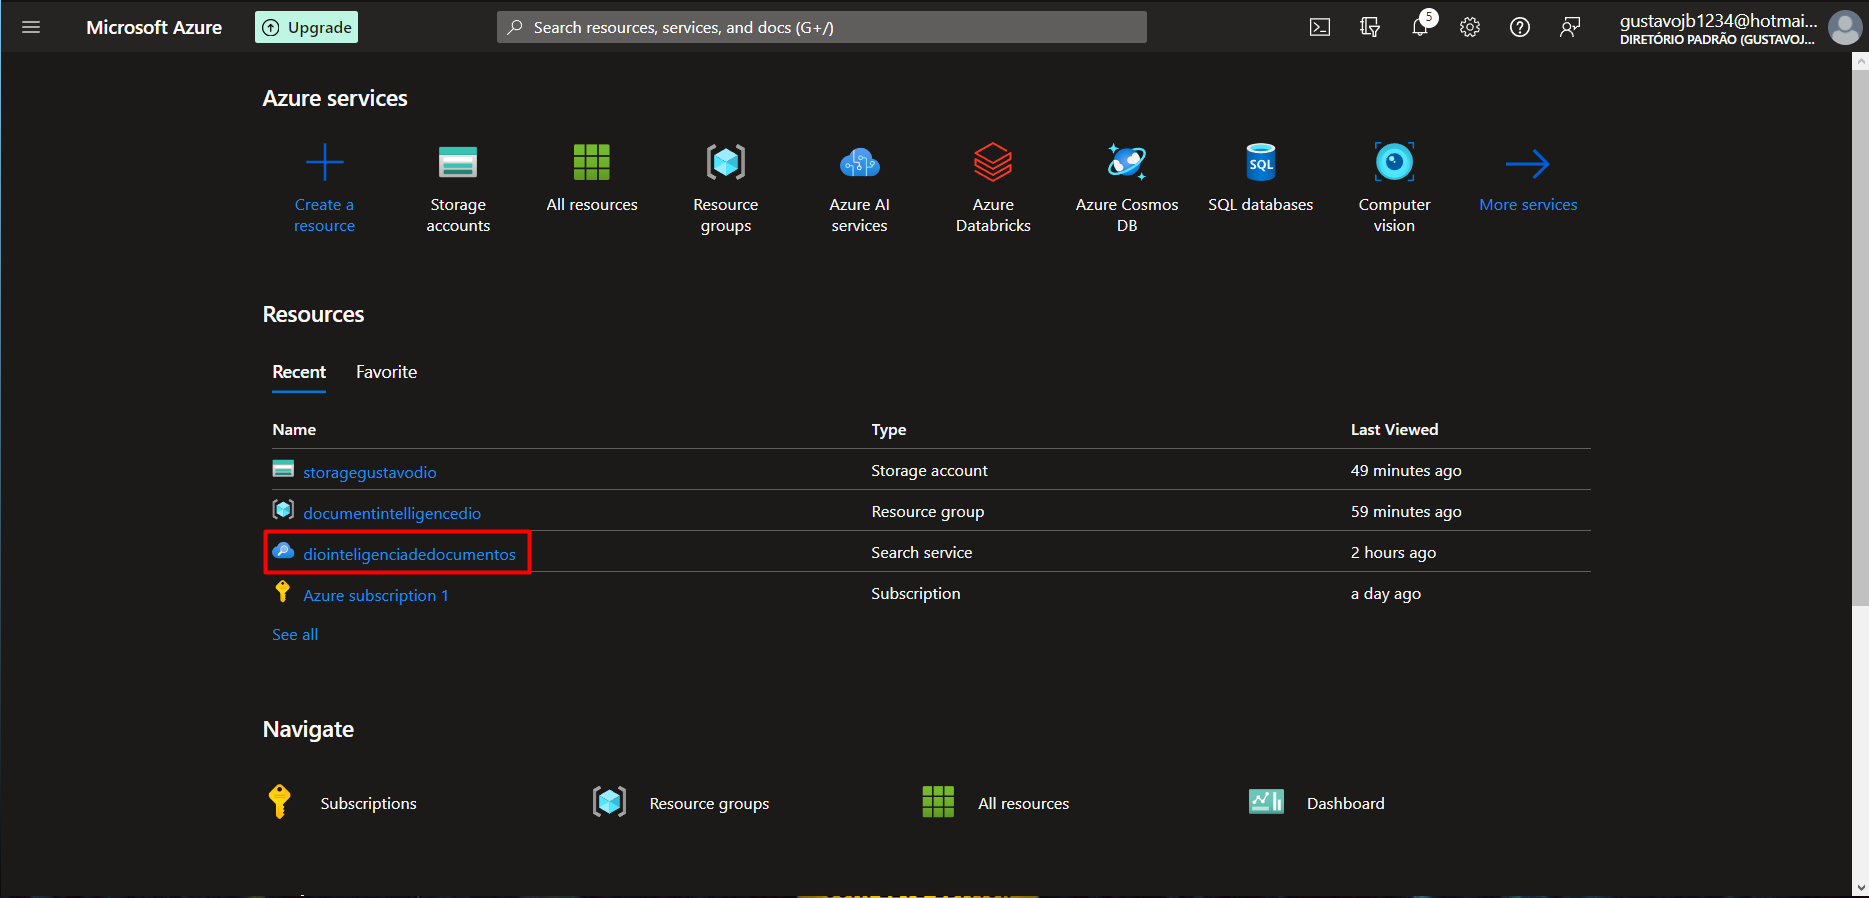 Microsoft Azure
Upgrade
Search resources, services, and docs (G+/)
5
gustavojb1234@hotmai...
DIRETÓRIO PADRÃO (GUSTAVOJ...
Azure services
Create a
resource
Storage
accounts
All resources
Resource
groups
Azure AI
services
Azure
Databricks
Azure Cosmos
DB
SQL
SQL databases
Computer
vision
More services
Resources
Recent
Favorite
Name
Type
Last Viewed
storagegustavodio
Storage account
49 minutes ago
documentintelligencedio
Resource group
59 minutes ago
diointeligenciadedocumentos
Search service
2 hours ago
Azure subscription 1
Subscription
a day ago
See all
Navigate
Subscriptions
Resource groups
All resources
Dashboard